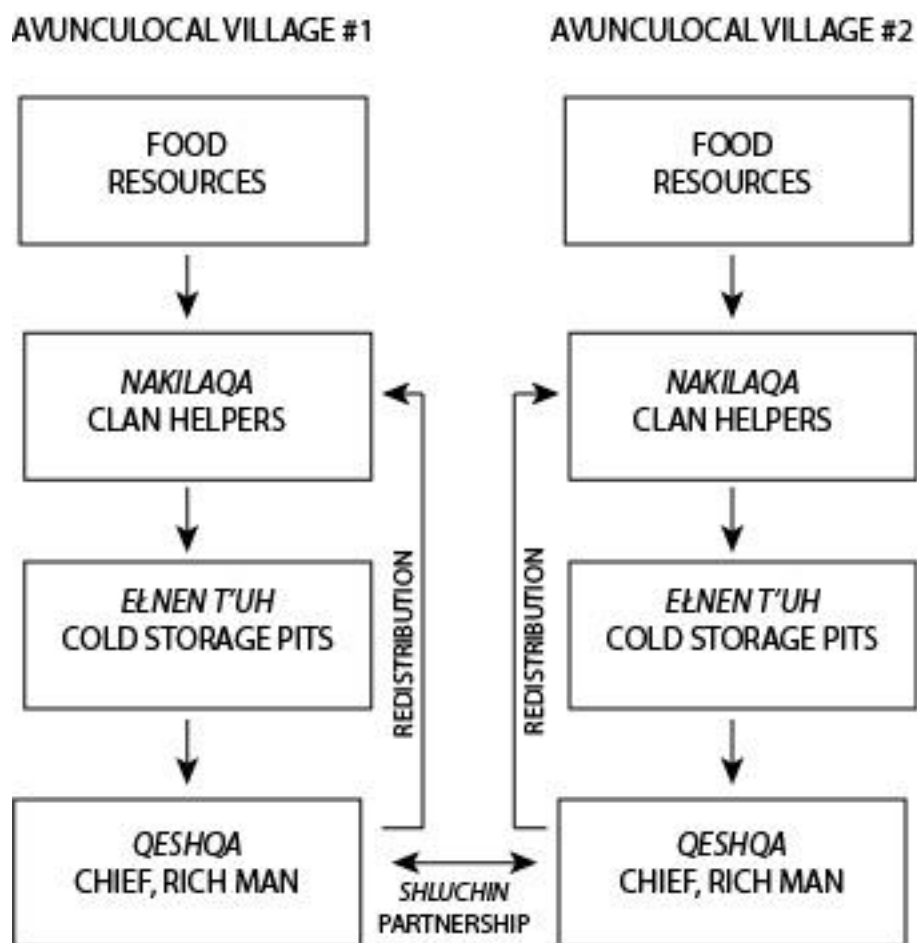 AVUNCULOCAL VILLAGE #1
FOOD
RESOURCES
NAKILAQA
CLAN HELPERS
EŁNEN T'UH
COLD STORAGE PITS
QESHQA
CHIEF, RICH MAN
REDISTRIBUTION
SHLUCHIN
PARTNERSHIP
REDISTRIBUTION
AVUNCULOCAL VILLAGE #2
FOOD
RESOURCES
NAKILAQA
CLAN HELPERS
EŁNEN T'UH
COLD STORAGE PITS
QESHQA
CHIEF, RICH MAN